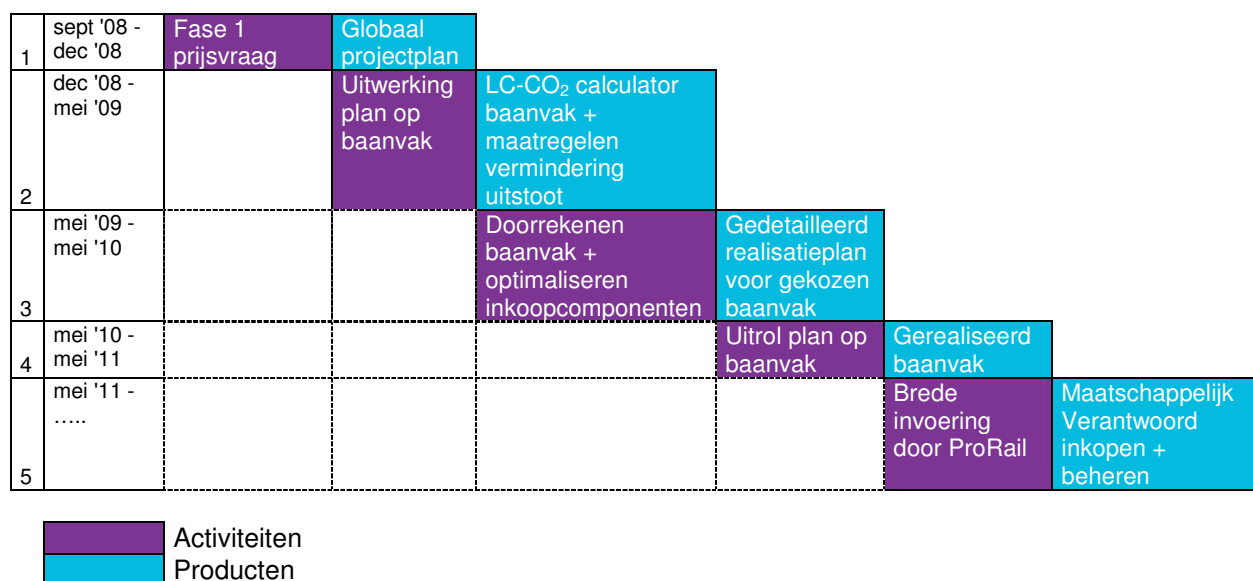 1
sept '08 -
dec '08
Fase 1
prijsvraag
Globaal
projectplan
2
dec '08 -
mei '09
Uitwerking
plan op
baanvak
LC-CO₂ calculator
baanvak +
maatregelen
vermindering
uitstoot
3
mei '09 -
mei '10
Doorrekenen
baanvak +
optimaliseren
inkoopcomponenten
Gedetailleerd
realisatieplan
voor gekozen
baanvak
4
mei '10 -
mei '11
Uitrol plan op
baanvak
Gerealiseerd
baanvak
5
mei '11 -
…..
Brede
invoering
door ProRail
Maatschappelijk
Verantwoord
inkopen +
beheren
Activiteiten
Producten